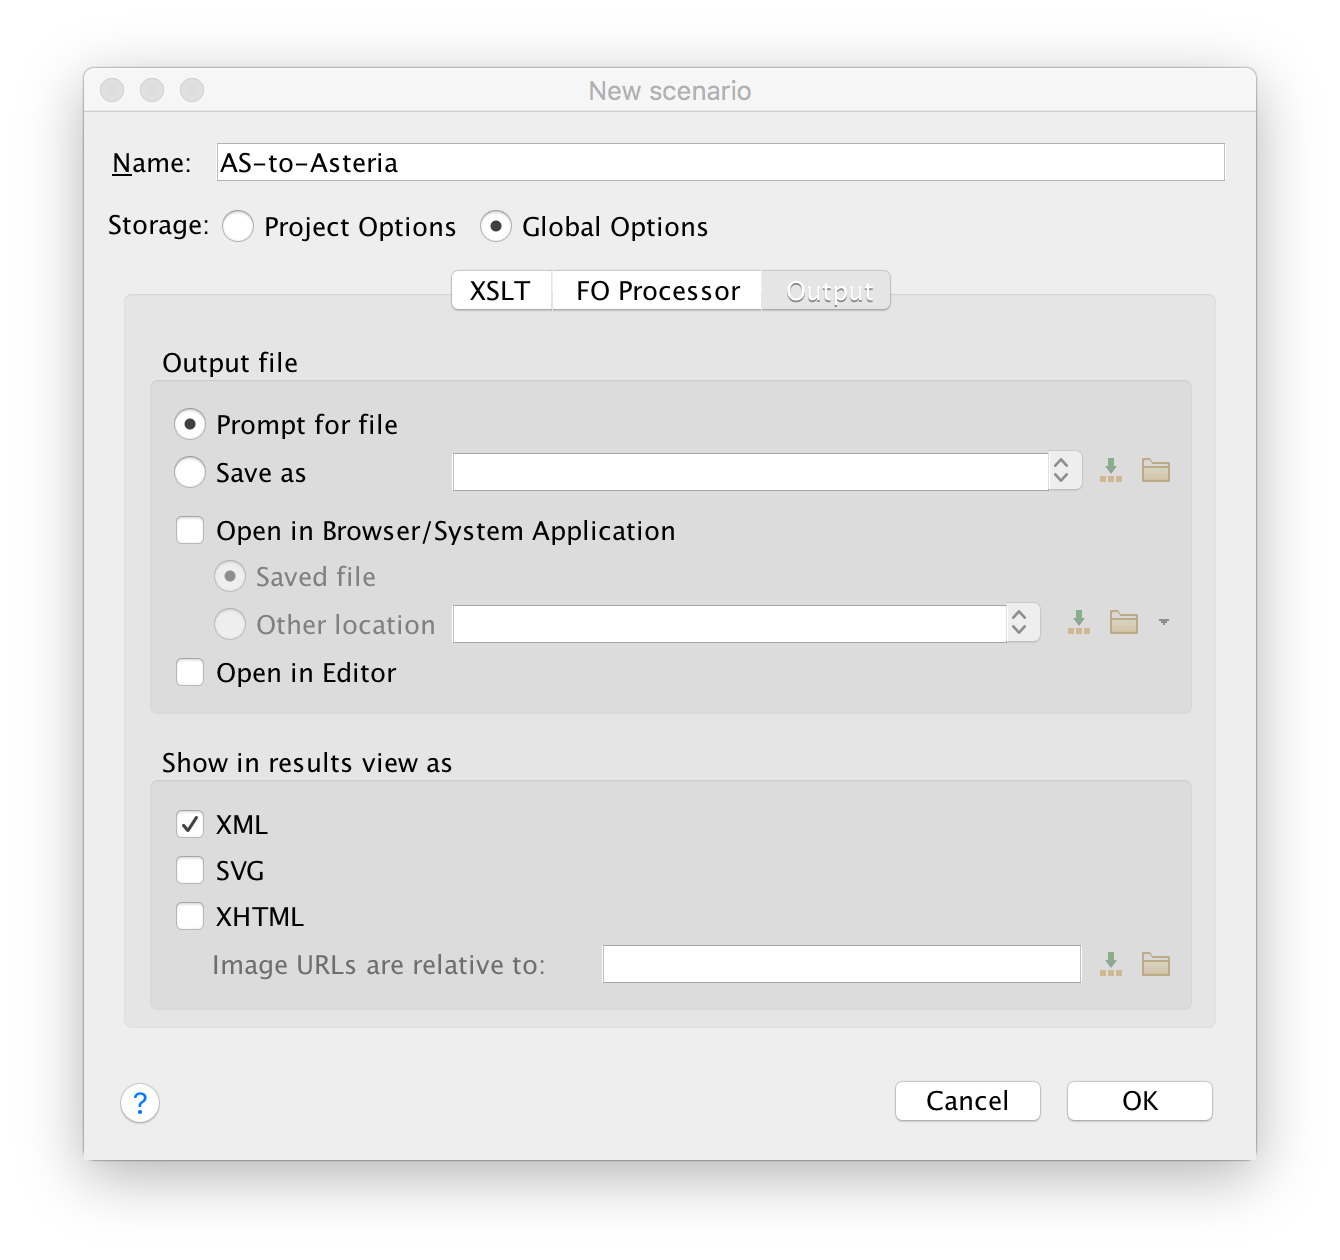 New scenario
Name: AS-to-Asteria
Storage: Project Options Global Options
XSLT FO Processor Output
Output file
Prompt for file
Save as
Open in Browser/System Application
Saved file
Other location
Open in Editor
Show in results view as
XML
SVG
XHTML
Image URLs are relative to:
? Cancel OK